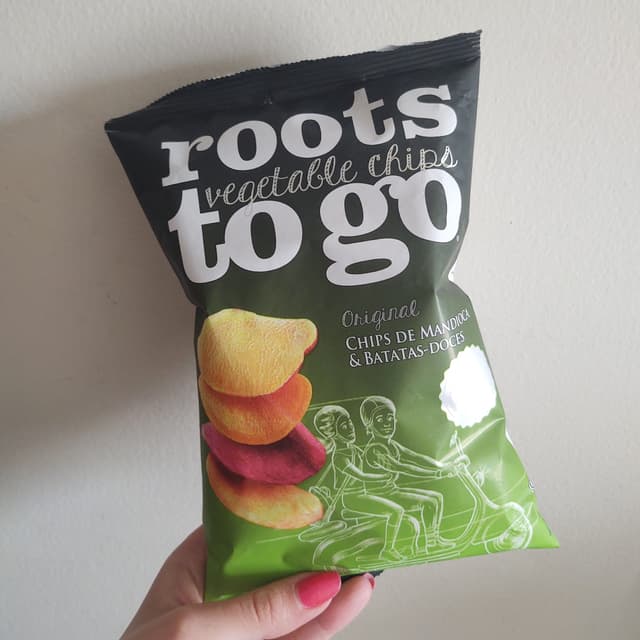 roots
vegetable chips
to go
Original
CHIPS DE MANDIOCA
& BATATAS-DOCES